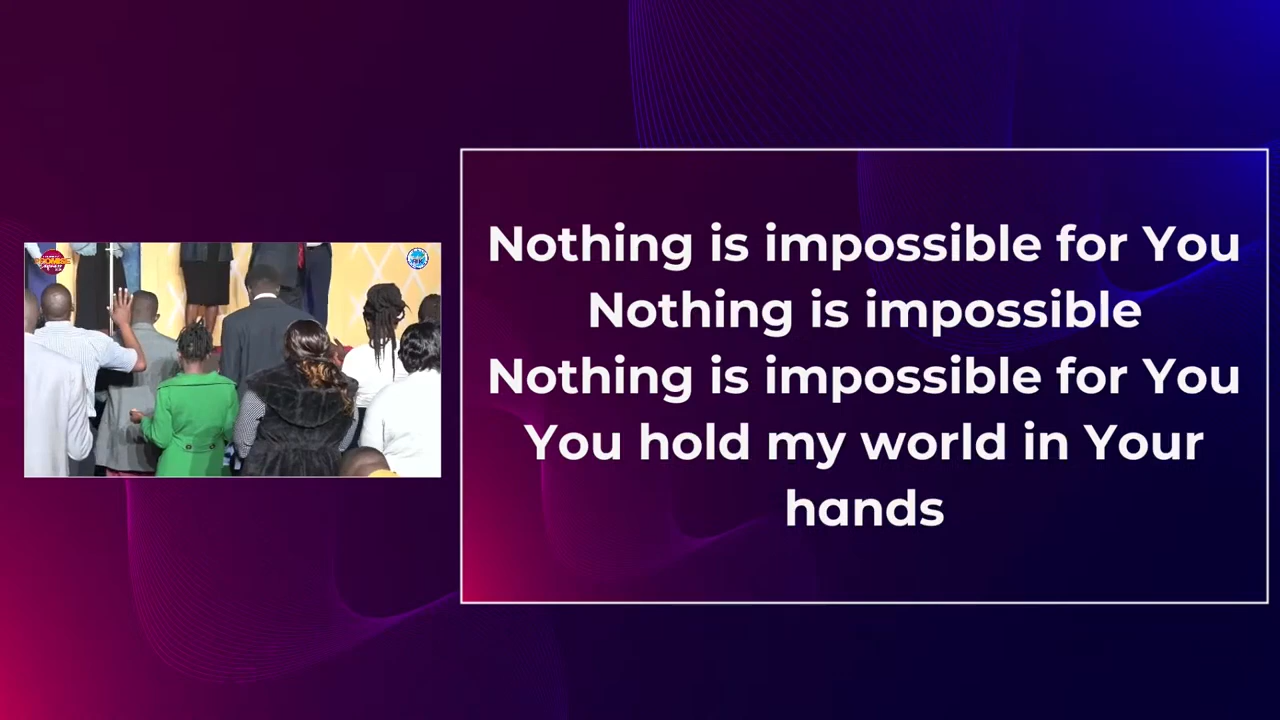 Nothing is impossible for You
Nothing is impossible
Nothing is impossible for You
You hold my world in Your
hands